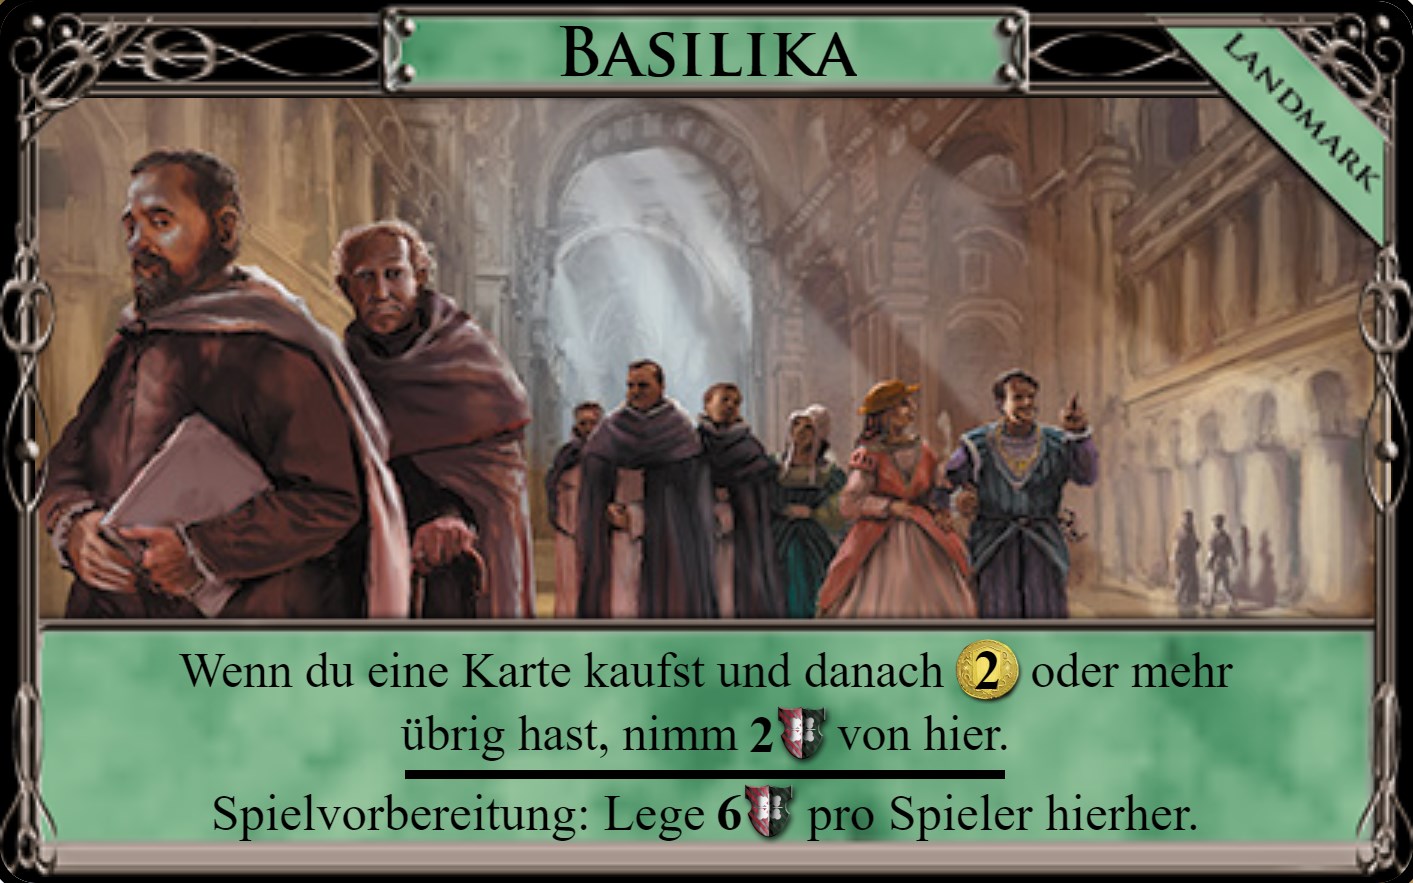 BASILIKA
LANDMARK
Wenn du eine Karte kaufst und danach 2 oder mehr
übrig hast, nimm 2 von hier.
Spielvorbereitung: Lege 6 pro Spieler hierher.